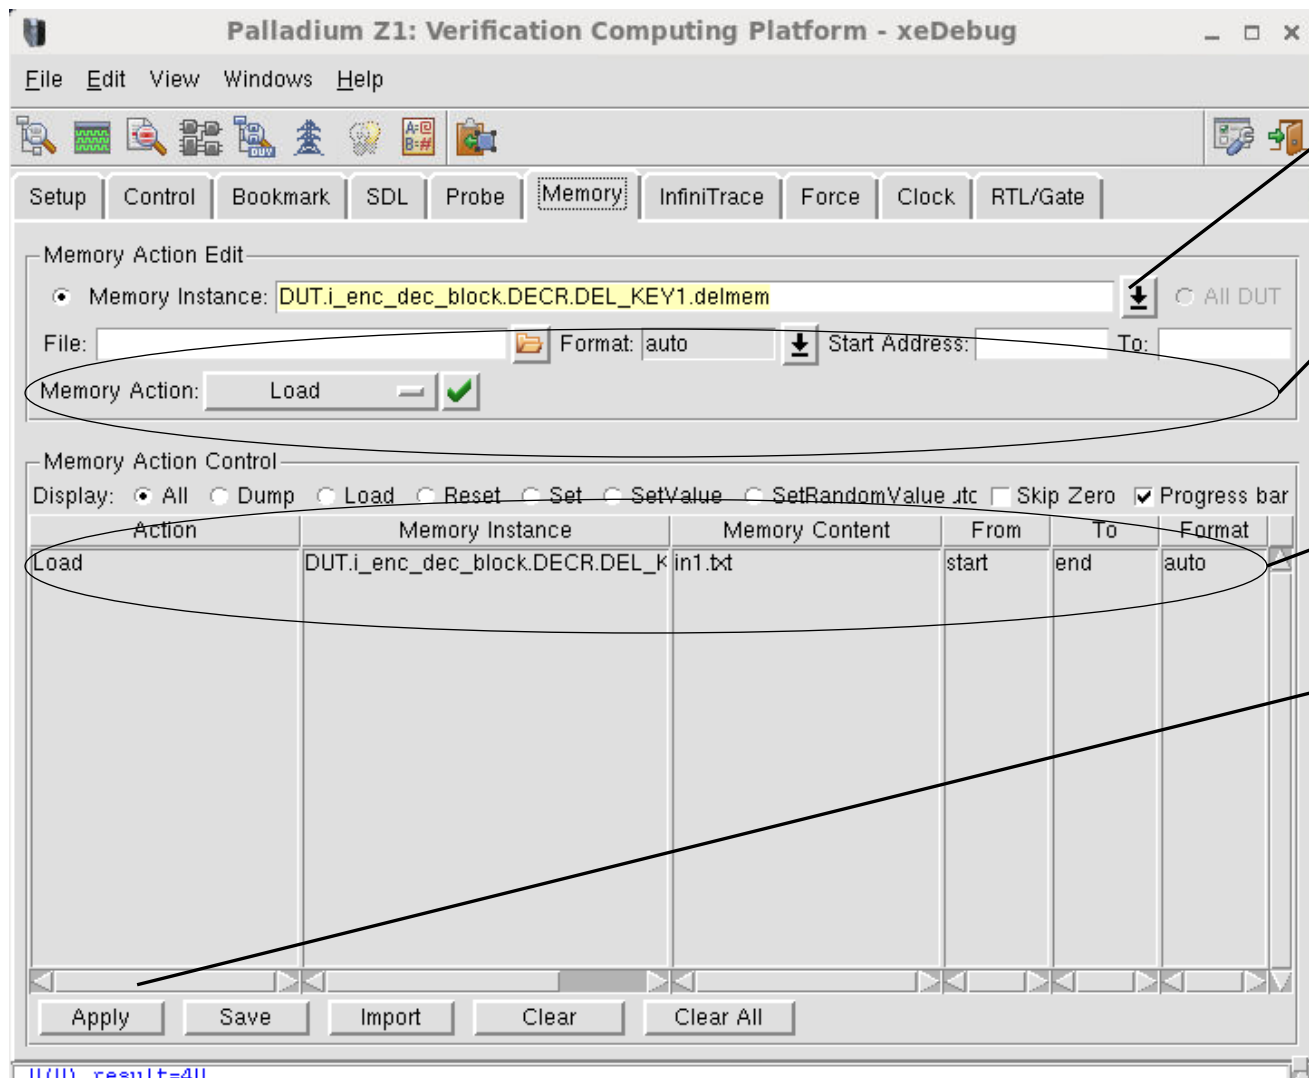 Palladium Z1: Verification Computing Platform - xeDebug
File Edit View Windows Help
A=@
B=#
DUV
Setup Control Bookmark SDL Probe Memory InfiniTrace Force Clock RTL/Gate
Memory Action Edit
Memory Instance: DUT.i_enc_dec_block.DECR.DEL_KEY1.delmem All DUT
File: Format: auto Start Address: To:
Memory Action: Load
Memory Action Control
Display: All Dump Load Reset Set SetValue SetRandomValue Skip Zero Progress bar
Action Memory Instance Memory Content From To Format
Load DUT.i_enc_dec_block.DECR.DEL_K in1.txt start end auto
Apply Save Import Clear Clear All
result=40